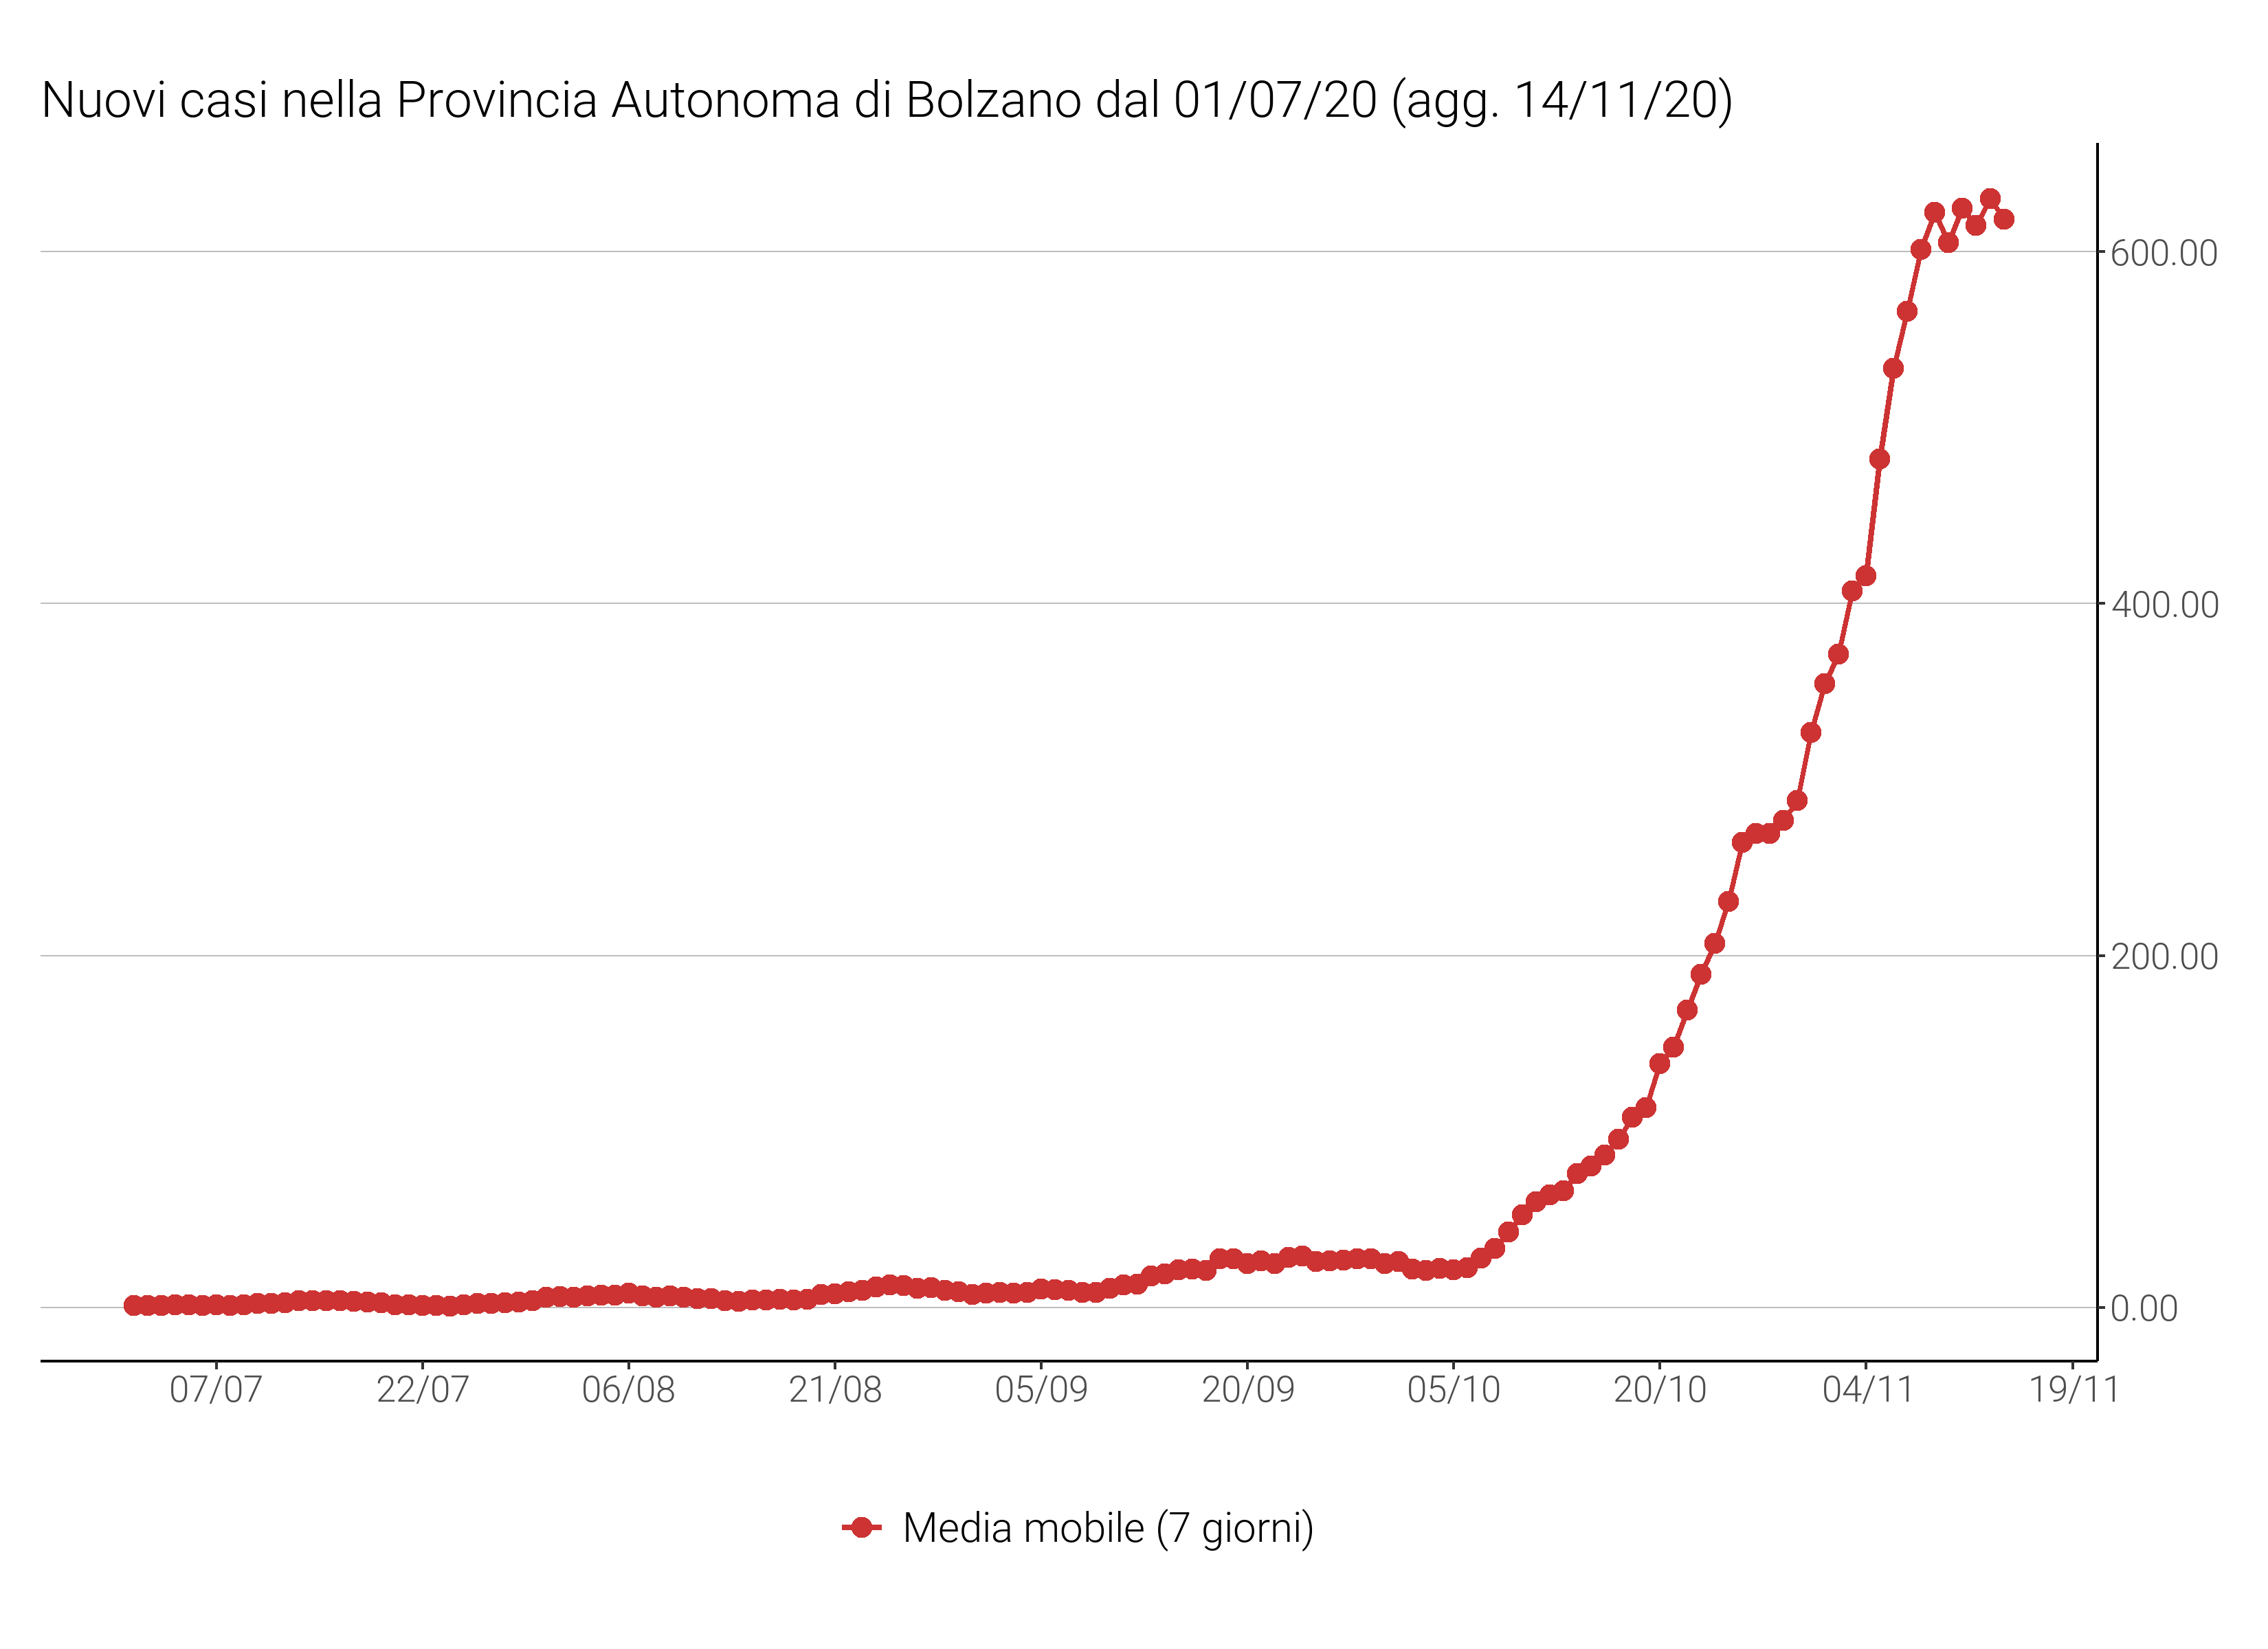 Nuovi casi nella Provincia Autonoma di Bolzano dal 01/07/20 (agg. 14/11/20)
600.00
400.00
200.00
0.00
07/07 22/07 06/08 21/08 05/09 20/09 05/10 20/10 04/11 19/11
Media mobile (7 giorni)